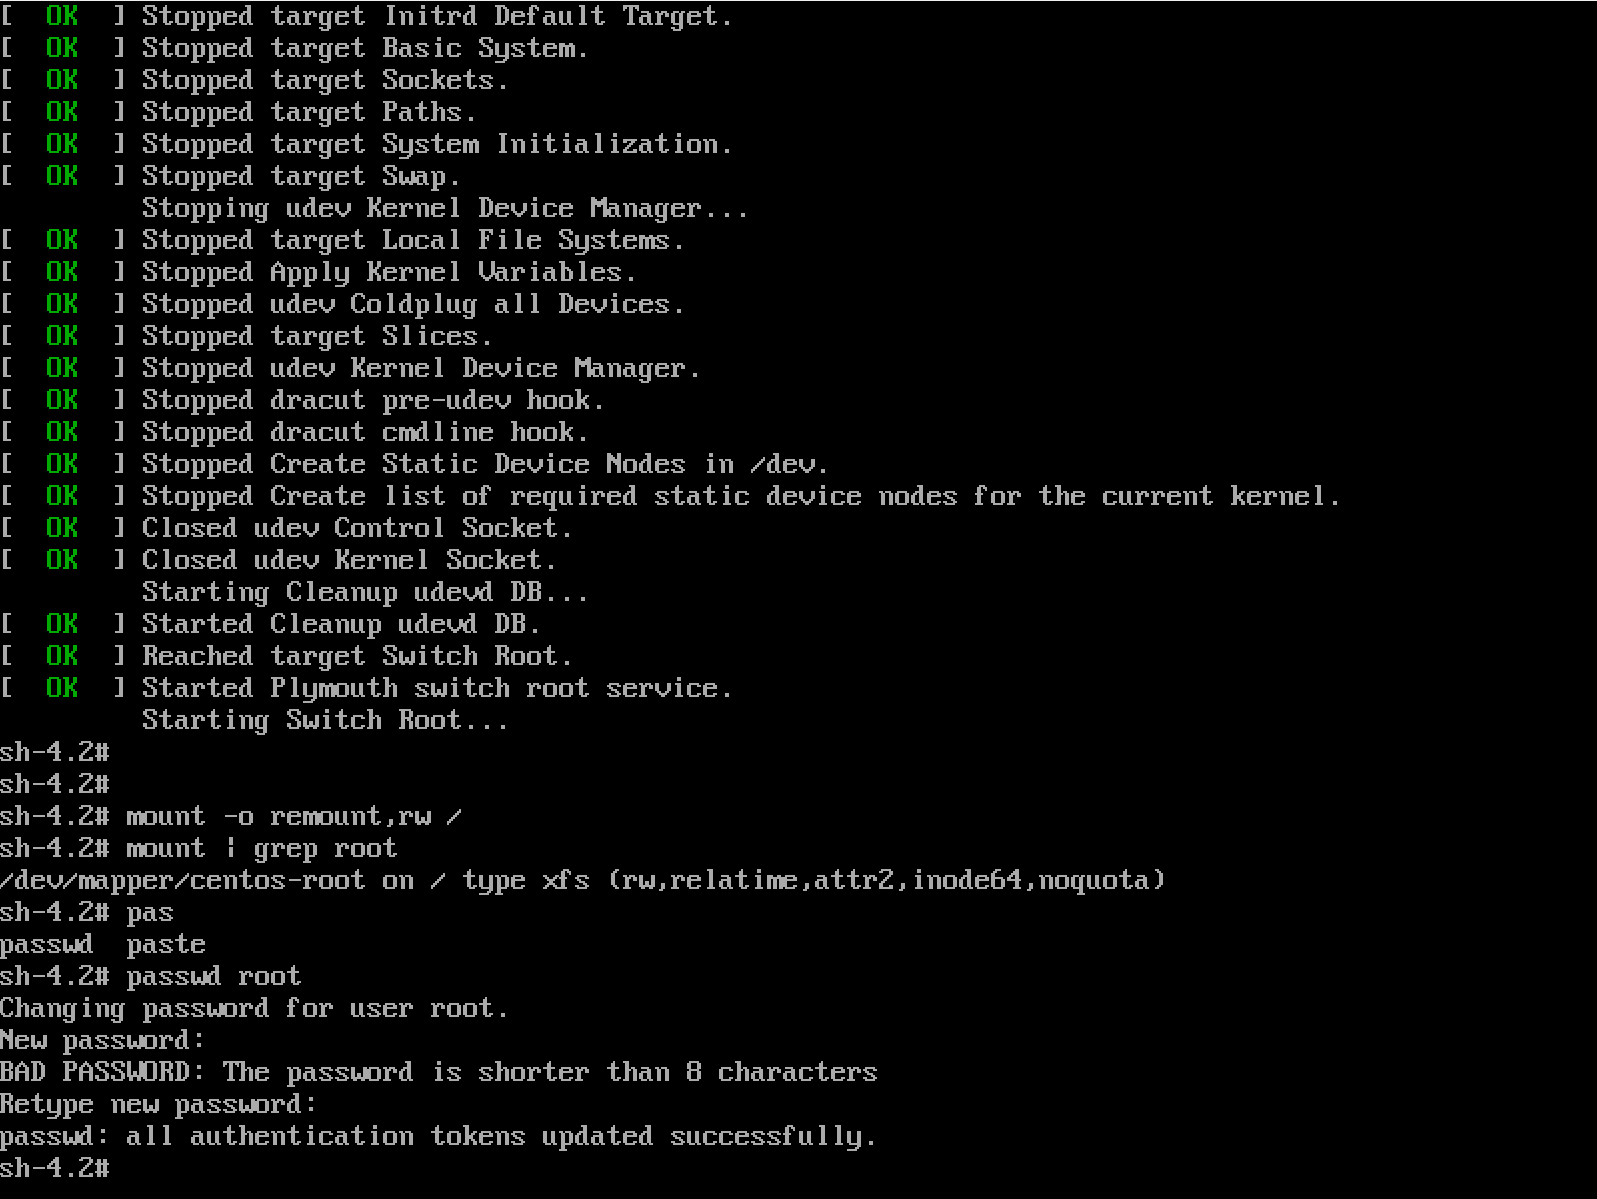 [  OK  ] Stopped target Initrd Default Target.
[  OK  ] Stopped target Basic System.
[  OK  ] Stopped target Sockets.
[  OK  ] Stopped target Paths.
[  OK  ] Stopped target System Initialization.
[  OK  ] Stopped target Swap.
         Stopping udev Kernel Device Manager...
[  OK  ] Stopped target Local File Systems.
[  OK  ] Stopped Apply Kernel Variables.
[  OK  ] Stopped udev Coldplug all Devices.
[  OK  ] Stopped target Slices.
[  OK  ] Stopped udev Kernel Device Manager.
[  OK  ] Stopped dracut pre-udev hook.
[  OK  ] Stopped dracut cmdline hook.
[  OK  ] Stopped Create Static Device Nodes in /dev.
[  OK  ] Stopped Create list of required static device nodes for the current kernel.
[  OK  ] Closed udev Control Socket.
[  OK  ] Closed udev Kernel Socket.
         Starting Cleanup udevd DB...
[  OK  ] Started Cleanup udevd DB.
[  OK  ] Reached target Switch Root.
[  OK  ] Started Plymouth switch root service.
         Starting Switch Root...
sh-4.2#
sh-4.2#
sh-4.2# mount -o remount,rw /
sh-4.2# mount | grep root
/dev/mapper/centos-root on / type xfs (rw,relatime,attr2,inode64,noquota)
sh-4.2# pas
passwd  paste
sh-4.2# passwd root
Changing password for user root.
New password:
BAD PASSWORD: The password is shorter than 8 characters
Retype new password:
passwd: all authentication tokens updated successfully.
sh-4.2#